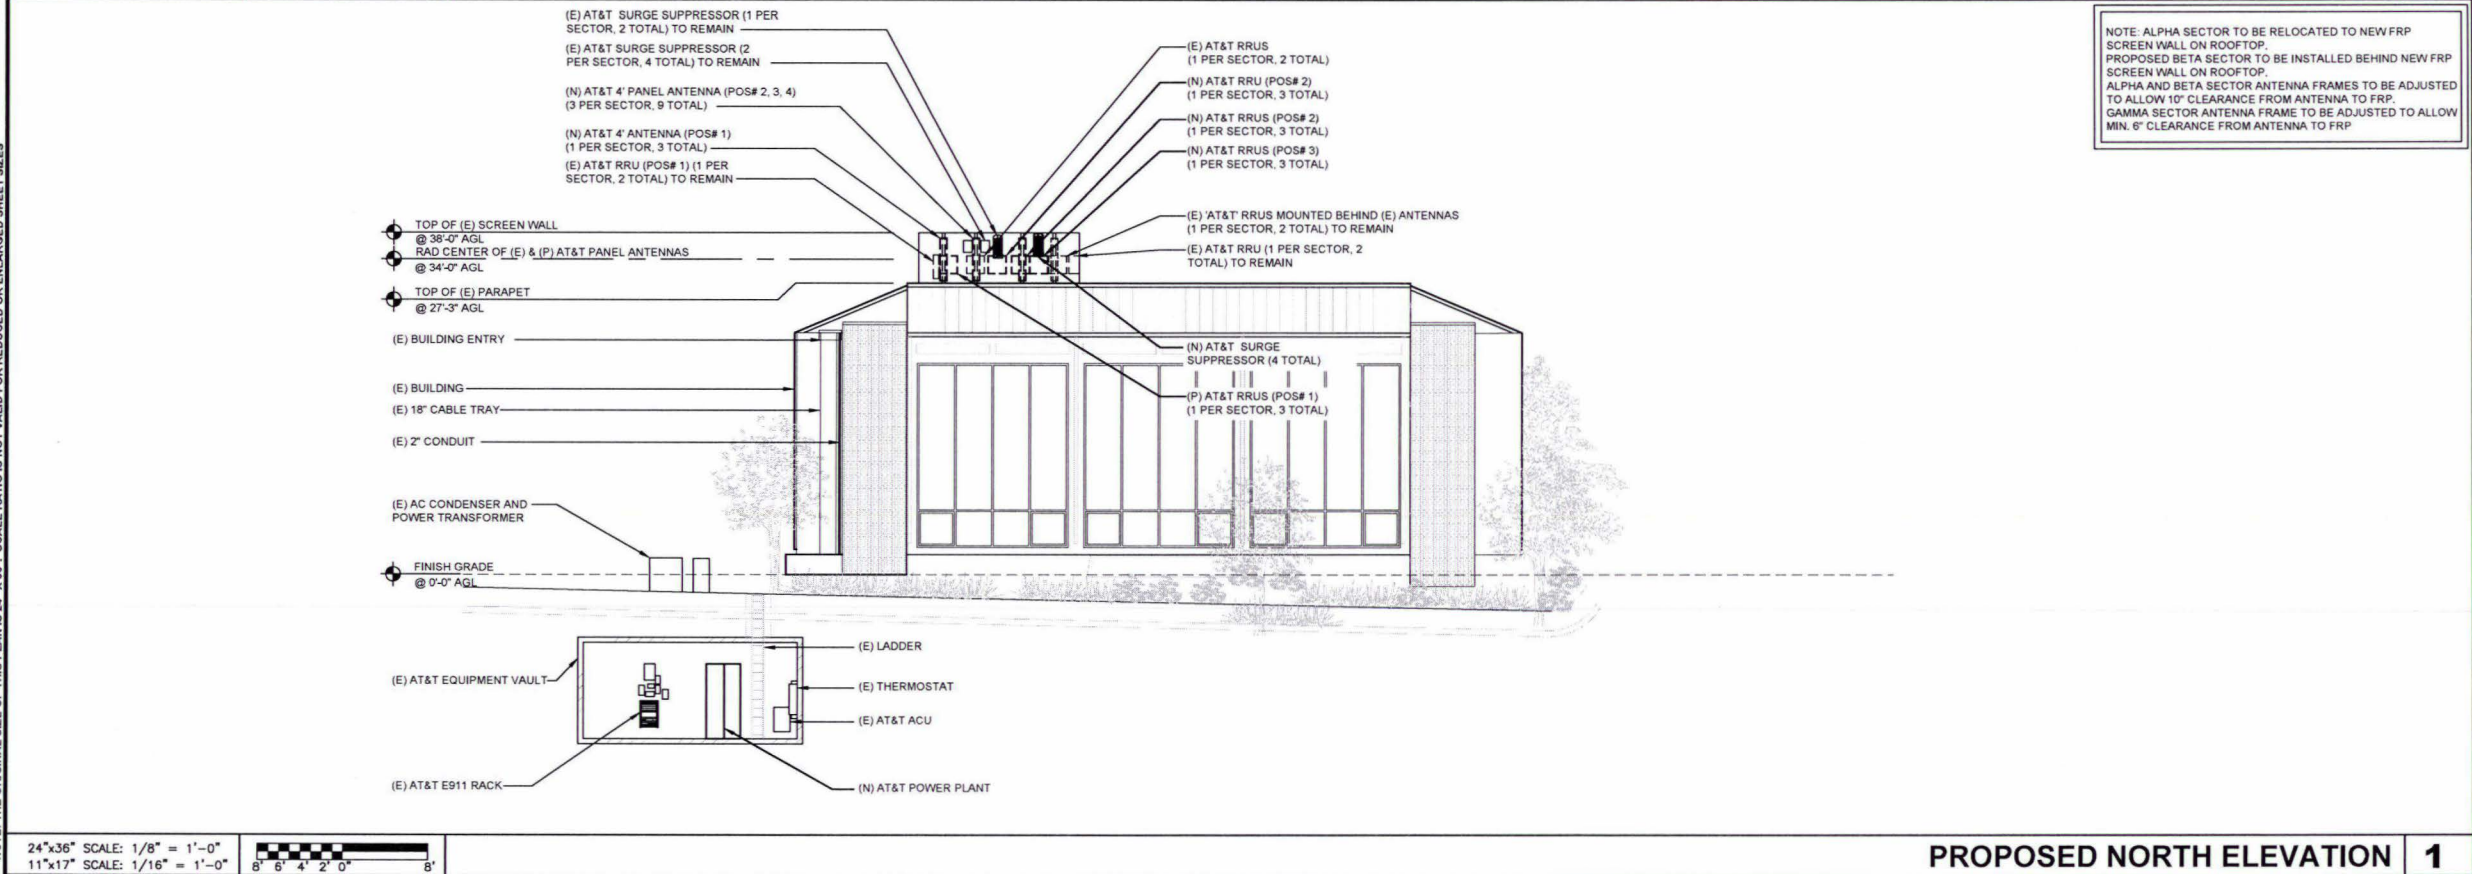 (E) AT&T SURGE SUPPRESSOR (1 PER
SECTOR, 2 TOTAL) TO REMAIN
(E) AT&T SURGE SUPPRESSOR (2
PER SECTOR, 4 TOTAL) TO REMAIN
(N) AT&T 4' PANEL ANTENNA (POS# 2, 3, 4)
(3 PER SECTOR, 9 TOTAL)
(N) AT&T 4' ANTENNA (POS# 1)
(1 PER SECTOR, 3 TOTAL)
(E) AT&T RRU (POS# 1) (1 PER
SECTOR, 2 TOTAL) TO REMAIN
(E) AT&T RRUS
(1 PER SECTOR, 2 TOTAL)
(N) AT&T RRU (POS# 2)
(1 PER SECTOR, 3 TOTAL)
(N) AT&T RRUS (POS# 2)
(1 PER SECTOR, 3 TOTAL)
(N) AT&T RRUS (POS# 3)
(1 PER SECTOR, 3 TOTAL)
(E) 'AT&T' RRUS MOUNTED BEHIND (E) ANTENNAS
(1 PER SECTOR, 2 TOTAL) TO REMAIN
(E) AT&T RRU (1 PER SECTOR, 2
TOTAL) TO REMAIN
NOTE: ALPHA SECTOR TO BE RELOCATED TO NEW FRP
SCREEN WALL ON ROOFTOP.
PROPOSED BETA SECTOR TO BE INSTALLED BEHIND NEW FRP
SCREEN WALL ON ROOFTOP.
ALPHA AND BETA SECTOR ANTENNA FRAMES TO BE ADJUSTED
TO ALLOW 10" CLEARANCE FROM ANTENNA TO FRP.
GAMMA SECTOR ANTENNA FRAME TO BE ADJUSTED TO ALLOW
MIN. 6" CLEARANCE FROM ANTENNA TO FRP
TOP OF (E) SCREEN WALL
@ 38'-0" AGL
RAD CENTER OF (E) & (P) AT&T PANEL ANTENNAS
@ 34'-0" AGL
TOP OF (E) PARAPET
@ 27'-3" AGL
(E) BUILDING ENTRY
(E) BUILDING
(E) 18" CABLE TRAY
(E) 2" CONDUIT
(E) AC CONDENSER AND
POWER TRANSFORMER
FINISH GRADE
@ 0'-0" AGL
(N) AT&T SURGE
SUPPRESSOR (4 TOTAL)
(P) AT&T RRUS (POS# 1)
(1 PER SECTOR, 3 TOTAL)
(E) AT&T EQUIPMENT VAULT
(E) AT&T E911 RACK
(E) LADDER
(E) THERMOSTAT
(E) AT&T ACU
(N) AT&T POWER PLANT
24"x36" SCALE: 1/8" = 1'-0"
11"x17" SCALE: 1/16" = 1'-0"
8' 6' 4' 2' 0" 8'
PROPOSED NORTH ELEVATION 1